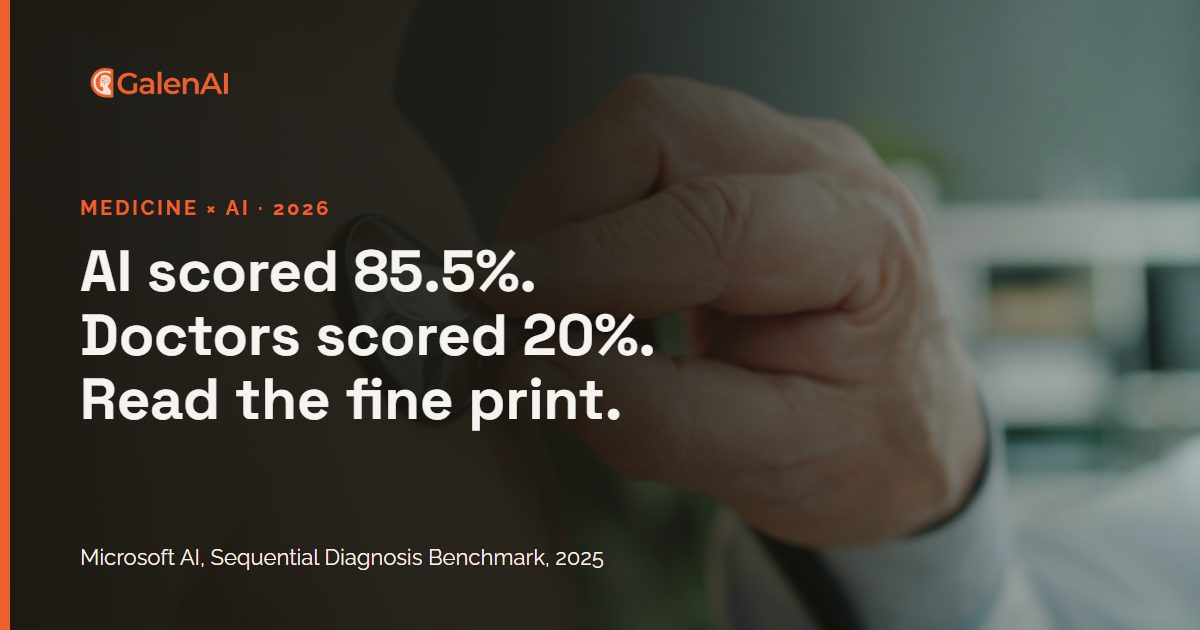 GalenAI
MEDICINE × AI · 2026
AI scored 85.5%.
Doctors scored 20%.
Read the fine print.
Microsoft AI, Sequential Diagnosis Benchmark, 2025